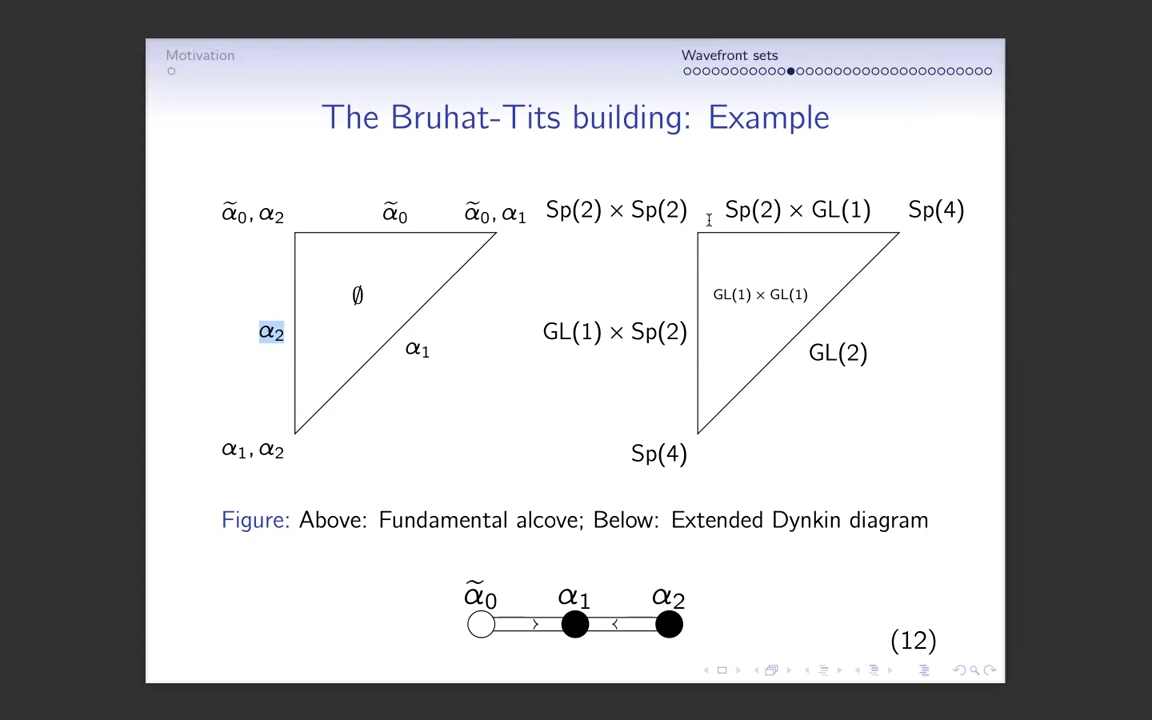 Motivation
Wavefront sets
The Bruhat-Tits building: Example
α̃₀, α₂ α̃₀ α̃₀, α₁ Sp(2) × Sp(2) Sp(2) × GL(1) Sp(4)
∅ GL(1) × GL(1)
α₂ α₁ GL(1) × Sp(2) GL(2)
α₁, α₂ Sp(4)
Figure: Above: Fundamental alcove; Below: Extended Dynkin diagram
α̃₀ α₁ α₂
(12)